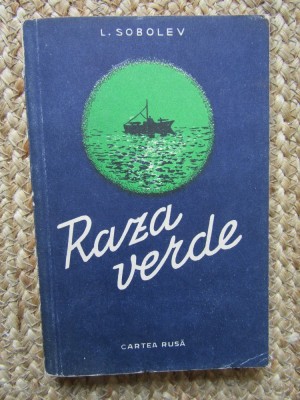 L. SOBOLEV
Raza
verde
CARTEA RUSĂ